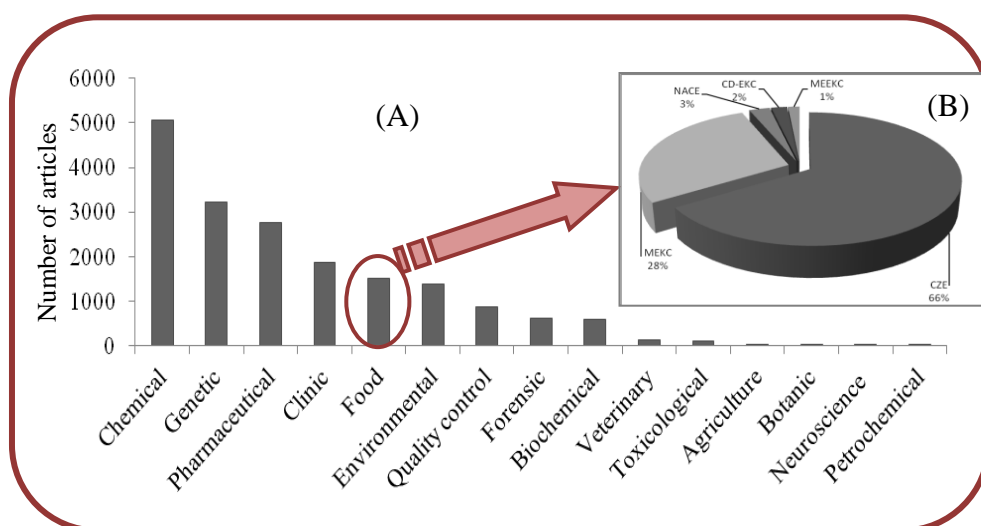 (A)
Number of articles
6000
5000
4000
3000
2000
1000
0
Chemical
Genetic
Pharmaceutical
Clinic
Food
Environmental
Quality control
Forensic
Biochemical
Veterinary
Toxicological
Agriculture
Botanic
Neuroscience
Petrochemical
(B)
NACE
3%
CD-EKC
2%
MEEKC
1%
MEKC
28%
CZE
66%